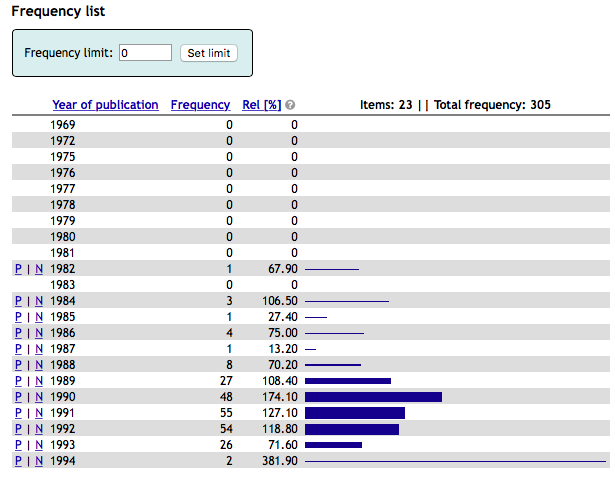 Frequency list
Frequency limit: 0 Set limit
Year of publication Frequency Rel [%] ? Items: 23 || Total frequency: 305
1969 0 0
1972 0 0
1975 0 0
1976 0 0
1977 0 0
1978 0 0
1979 0 0
1980 0 0
1981 0 0
P | N 1982 1 67.90
1983 0 0
P | N 1984 3 106.50
P | N 1985 1 27.40
P | N 1986 4 75.00
P | N 1987 1 13.20
P | N 1988 8 70.20
P | N 1989 27 108.40
P | N 1990 48 174.10
P | N 1991 55 127.10
P | N 1992 54 118.80
P | N 1993 26 71.60
P | N 1994 2 381.90